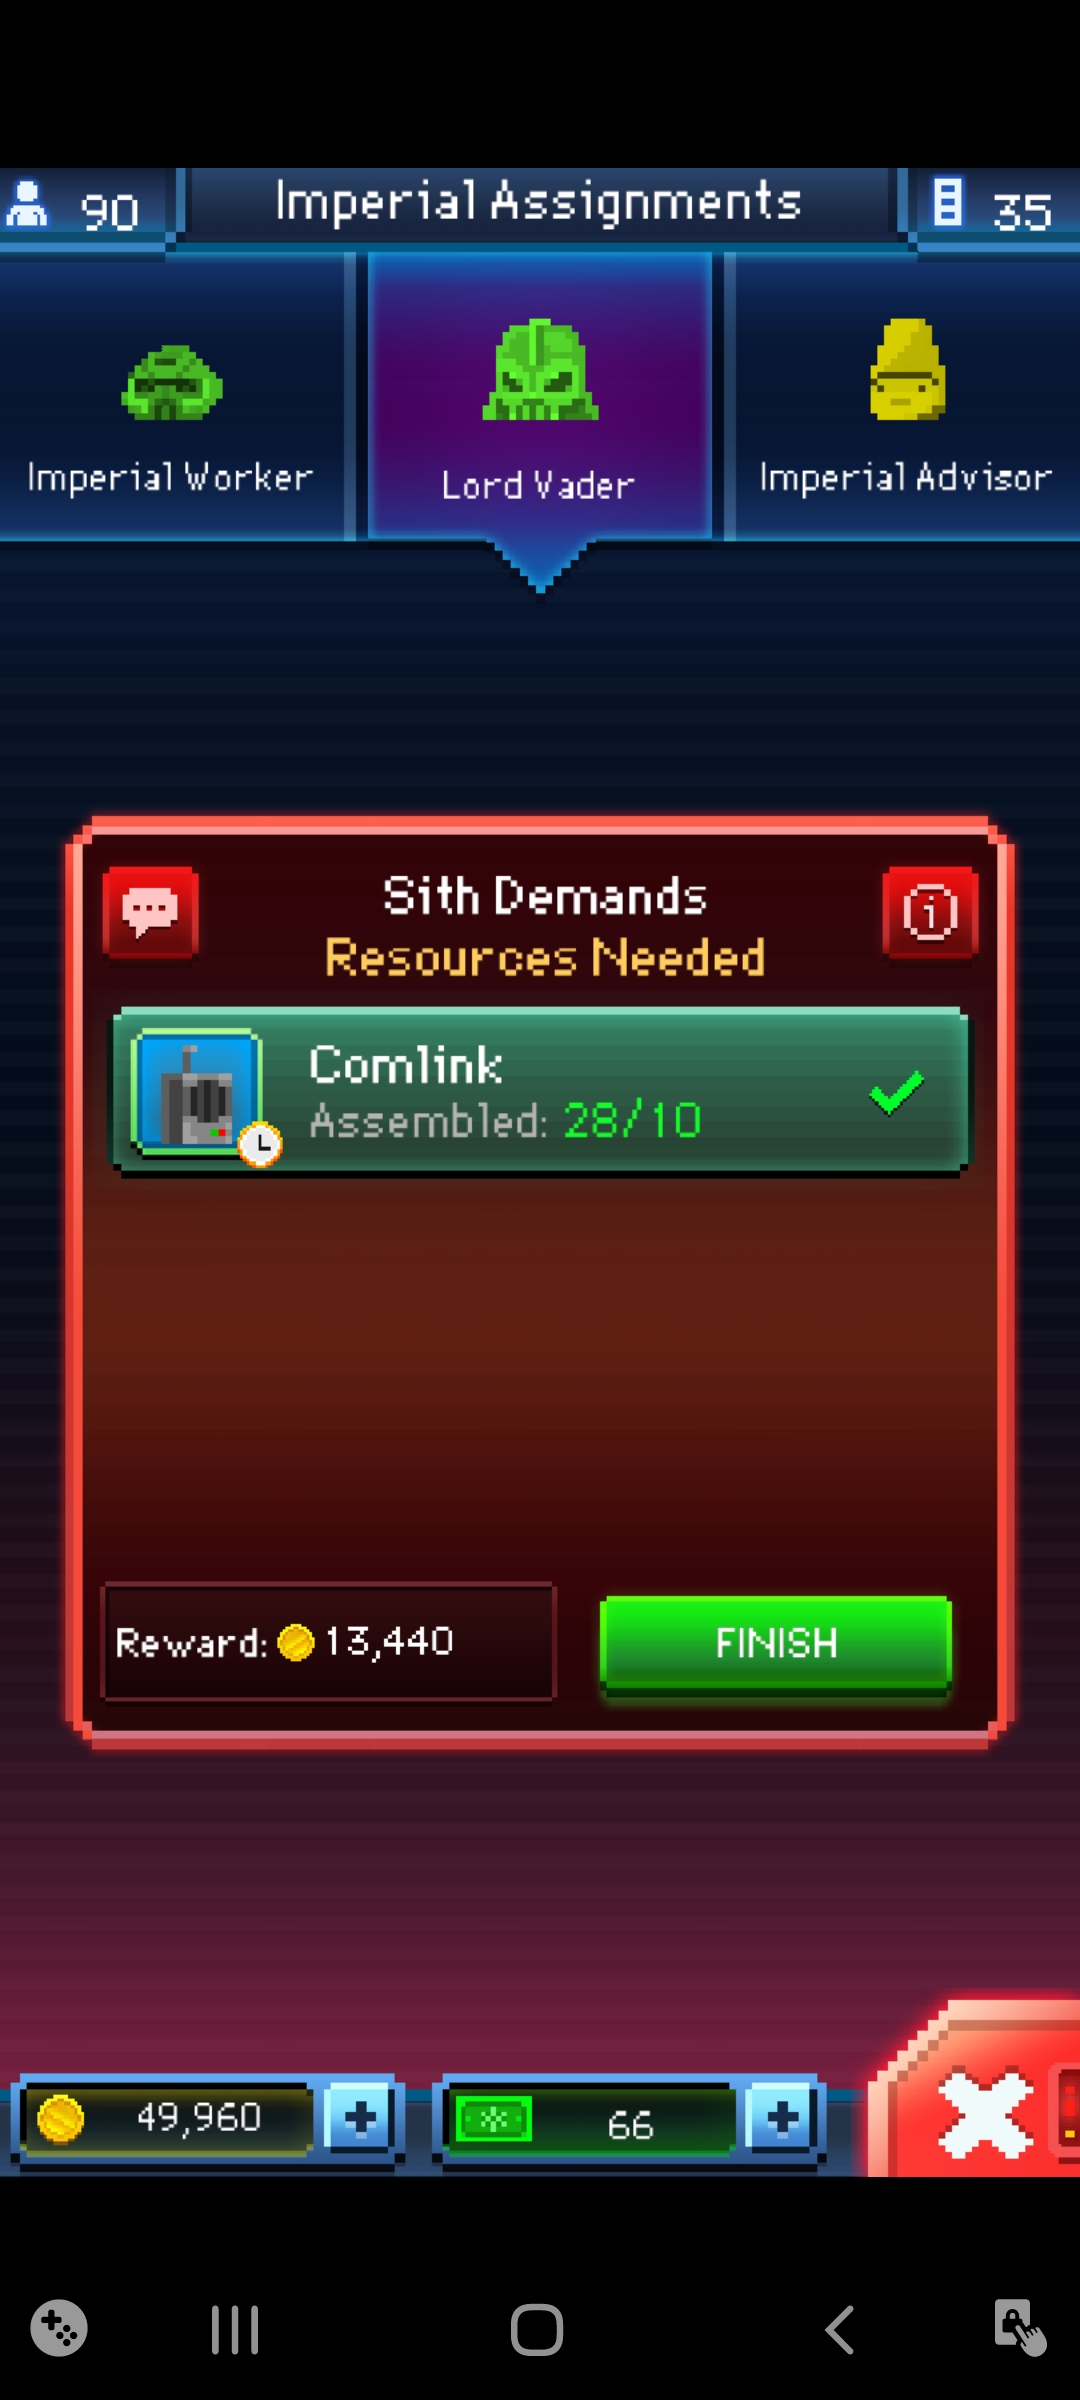 90
Imperial Assignments
35
Imperial Worker
Lord Vader
Imperial Advisor
Sith Demands
Resources Needed
Comlink
Assembled: 28/10
Reward: 13,440
FINISH
49,960
66